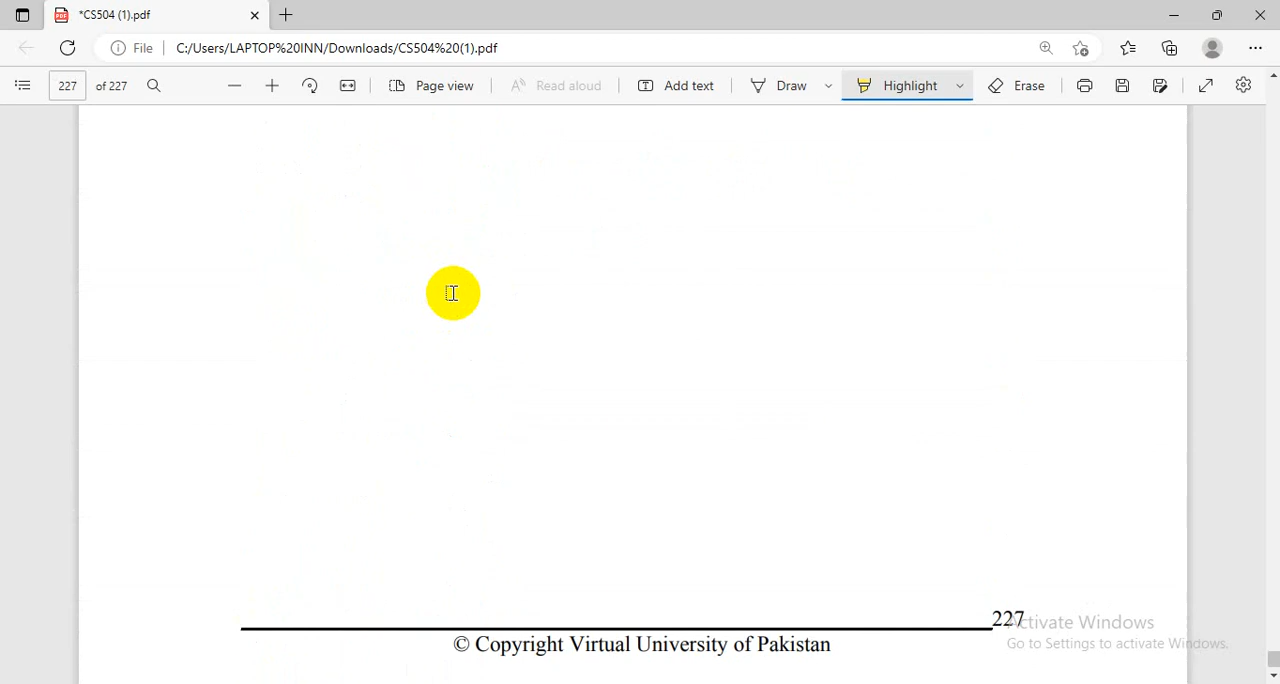 *CS504 (1).pdf
File
C:/Users/LAPTOP%20INN/Downloads/CS504%20(1).pdf
227 of 227
Page view
Read aloud
Add text
Draw
Highlight
Erase
227
© Copyright Virtual University of Pakistan
Activate Windows
Go to Settings to activate Windows.